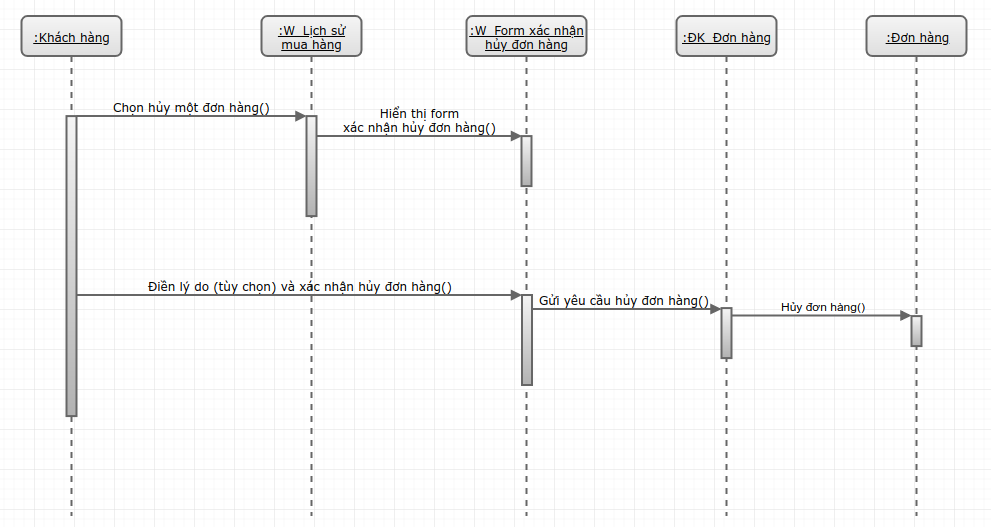 :Khách hàng
:W_Lịch sử
mua hàng
:W_Form xác nhận
hủy đơn hàng
:ĐK_Đơn hàng
:Đơn hàng
Chọn hủy một đơn hàng()
Hiển thị form
xác nhận hủy đơn hàng()
Điền lý do (tùy chọn) và xác nhận hủy đơn hàng()
Gửi yêu cầu hủy đơn hàng()
Hủy đơn hàng()